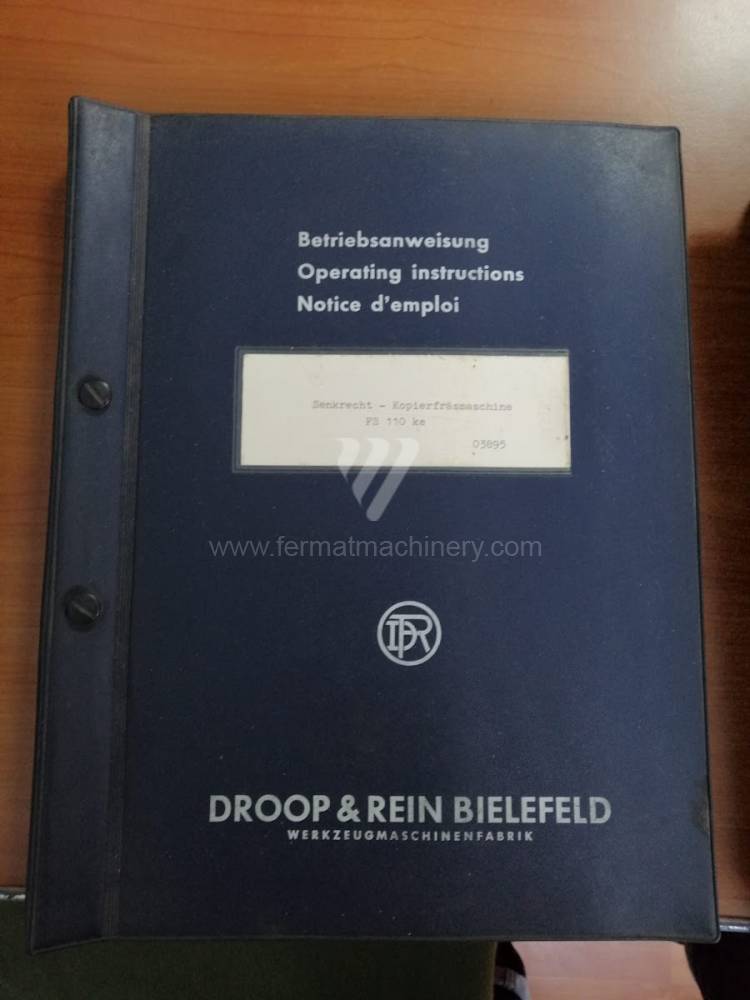 Betriebsanweisung
Operating instructions
Notice d'emploi
Senkrecht - Kopierfräsmaschine
FS 110 ke
03895
www.fermatmachinery.com
DR
DROOP & REIN BIELEFELD
WERKZEUGMASCHINENFABRIK